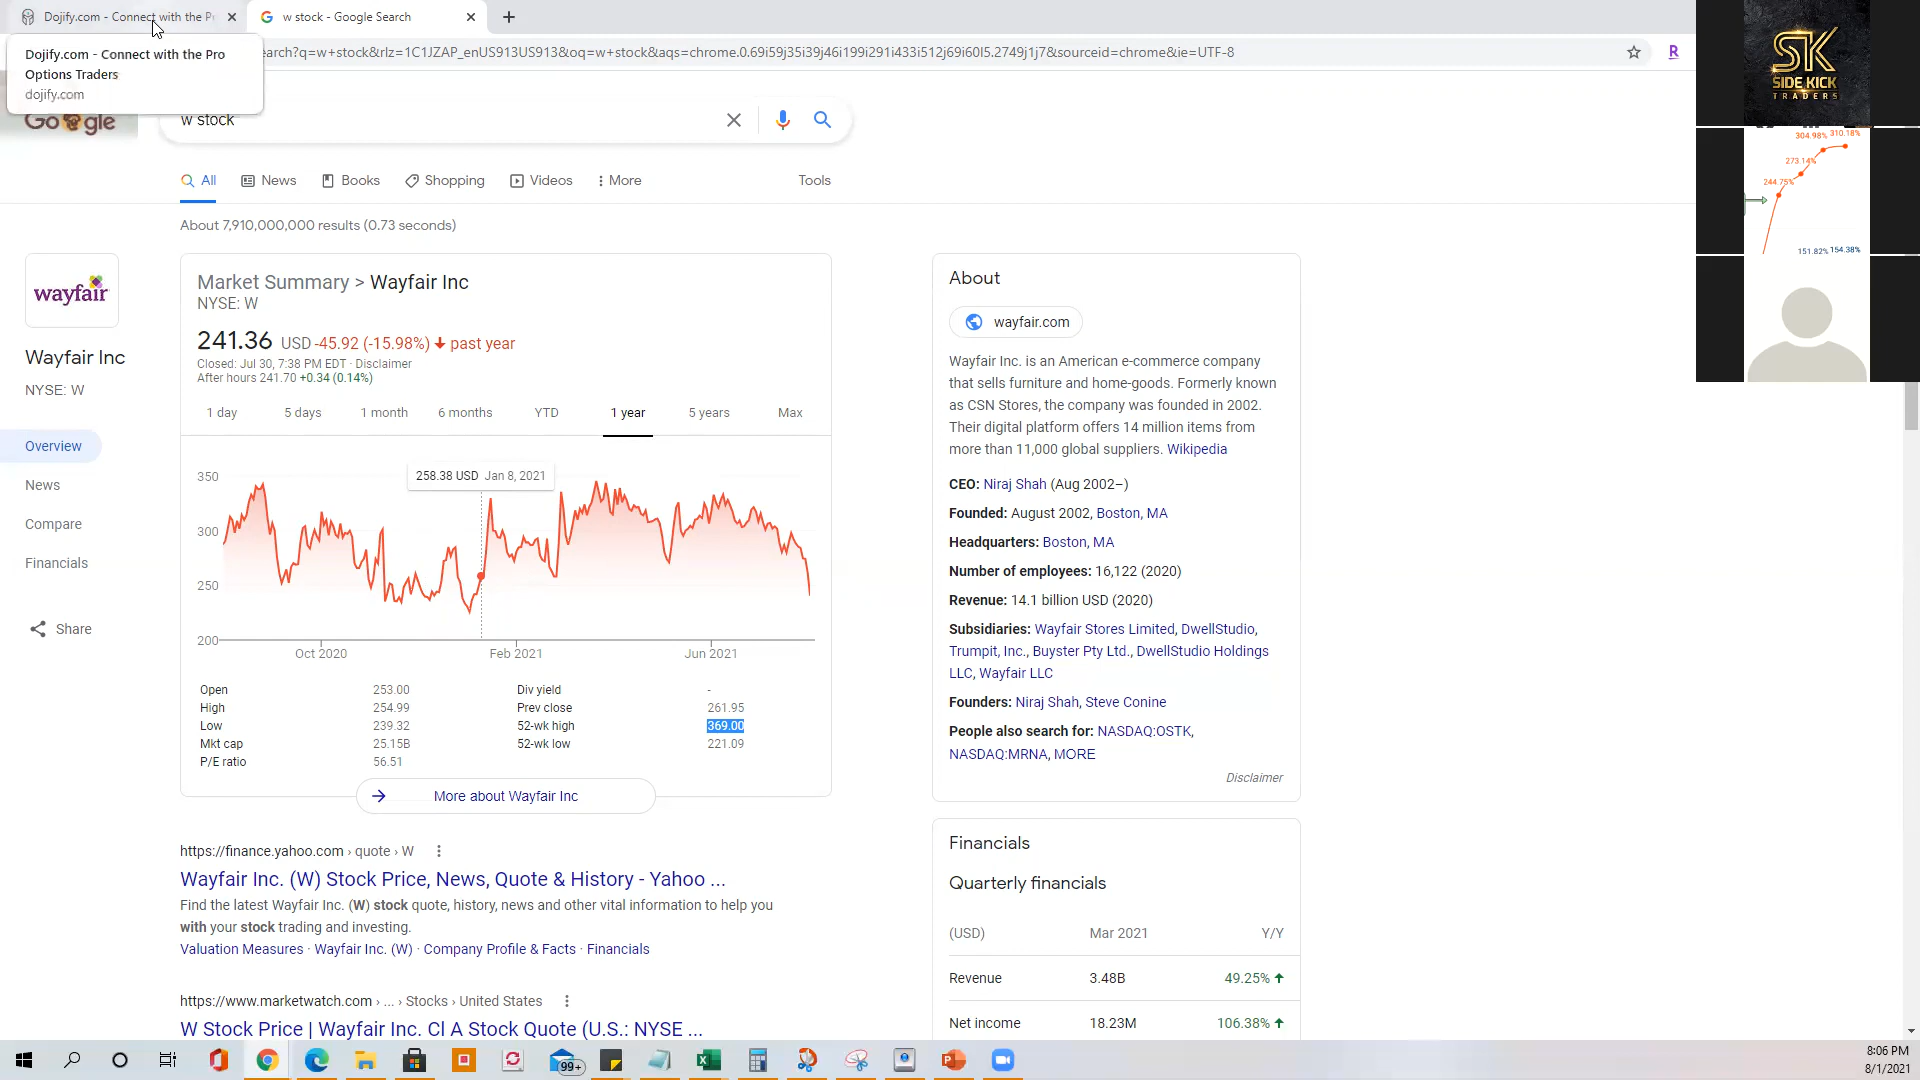 Dojify.com - Connect with the Pr
w stock - Google Search
Dojify.com - Connect with the Pro
Options Traders
dojify.com
earch?q=w+stock&rlz=1C1JZAP_enUS913US913&oq=w+stock&aqs=chrome.0.69i59j35i39j46i199i291i433i512j69i60l5.2749j1j7&sourceid=chrome&ie=UTF-8
R
SK
SIDE KICK
TRADERS
Google
w stock
304.98% 310.18%
273.14%
244.75%
151.82% 154.38%
All
News
Books
Shopping
Videos
More
Tools
About 7,910,000,000 results (0.73 seconds)
wayfair
Wayfair Inc
NYSE: W
Overview
News
Compare
Financials
Share
Market Summary > Wayfair Inc
NYSE: W
241.36 USD -45.92 (-15.98%) past year
Closed: Jul 30, 7:38 PM EDT · Disclaimer
After hours 241.70 +0.34 (0.14%)
1 day 5 days 1 month 6 months YTD 1 year 5 years Max
258.38 USD Jan 8, 2021
350
300
250
200
Oct 2020 Feb 2021 Jun 2021
Open 253.00 Div yield -
High 254.99 Prev close 261.95
Low 239.32 52-wk high 369.00
Mkt cap 25.15B 52-wk low 221.09
P/E ratio 56.51
More about Wayfair Inc
https://finance.yahoo.com › quote › W
Wayfair Inc. (W) Stock Price, News, Quote & History - Yahoo ...
Find the latest Wayfair Inc. (W) stock quote, history, news and other vital information to help you
with your stock trading and investing.
Valuation Measures · Wayfair Inc. (W) · Company Profile & Facts · Financials
https://www.marketwatch.com › ... › Stocks › United States
W Stock Price | Wayfair Inc. Cl A Stock Quote (U.S.: NYSE ...
About
wayfair.com
Wayfair Inc. is an American e-commerce company
that sells furniture and home-goods. Formerly known
as CSN Stores, the company was founded in 2002.
Their digital platform offers 14 million items from
more than 11,000 global suppliers. Wikipedia
CEO: Niraj Shah (Aug 2002–)
Founded: August 2002, Boston, MA
Headquarters: Boston, MA
Number of employees: 16,122 (2020)
Revenue: 14.1 billion USD (2020)
Subsidiaries: Wayfair Stores Limited, DwellStudio,
Trumpit, Inc., Buyster Pty Ltd., DwellStudio Holdings
LLC, Wayfair LLC
Founders: Niraj Shah, Steve Conine
People also search for: NASDAQ:OSTK,
NASDAQ:MRNA, MORE
Disclaimer
Financials
Quarterly financials
(USD) Mar 2021 Y/Y
Revenue 3.48B 49.25%
Net income 18.23M 106.38%
99+
8:06 PM
8/1/2021